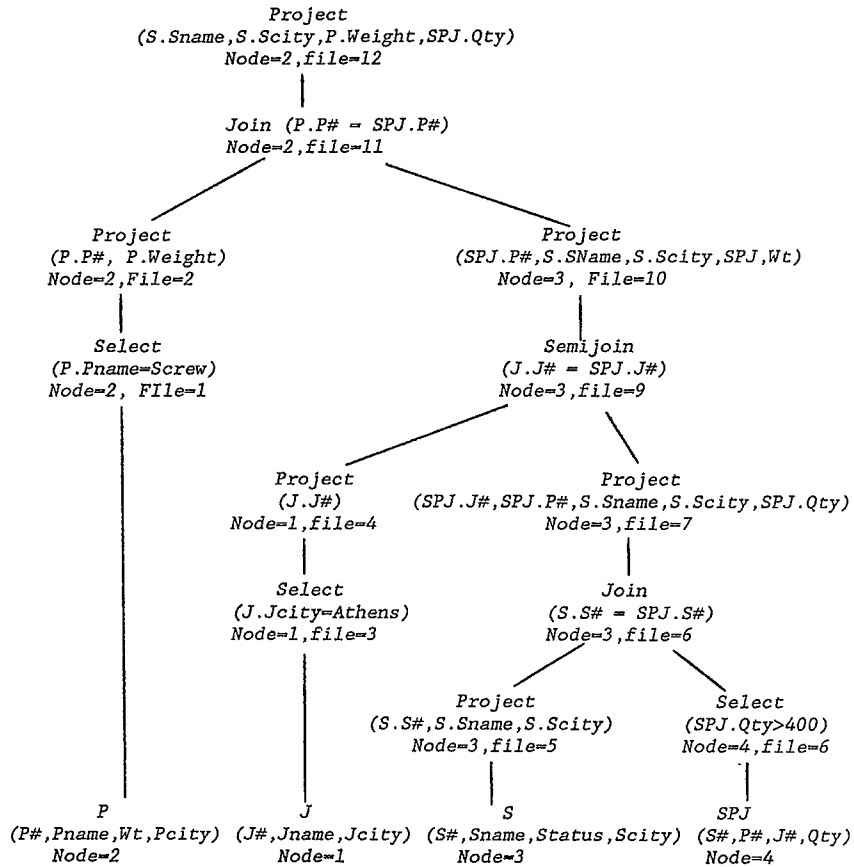 Project
(S.Sname,S.Scity,P.Weight,SPJ.Qty)
Node=2,file=12
Join (P.P# = SPJ.P#)
Node=2,file=11
Project
(P.P#, P.Weight)
Node=2,File=2
Project
(SPJ.P#,S.SName,S.Scity,SPJ,Wt)
Node=3, File=10
Select
(P.Pname=Screw)
Node=2, FIle=1
Semijoin
(J.J# = SPJ.J#)
Node=3,file=9
Project
(J.J#)
Node=1,file=4
Project
(SPJ.J#,SPJ.P#,S.Sname,S.Scity,SPJ.Qty)
Node=3,file=7
Select
(J.Jcity=Athens)
Node=1,file=3
Join
(S.S# = SPJ.S#)
Node=3,file=6
Project
(S.S#,S.Sname,S.Scity)
Node=3,file=5
Select
(SPJ.Qty>400)
Node=4,file=6
P
(P#,Pname,Wt,Pcity)
Node=2
J
(J#,Jname,Jcity)
Node=1
S
(S#,Sname,Status,Scity)
Node=3
SPJ
(S#,P#,J#,Qty)
Node=4